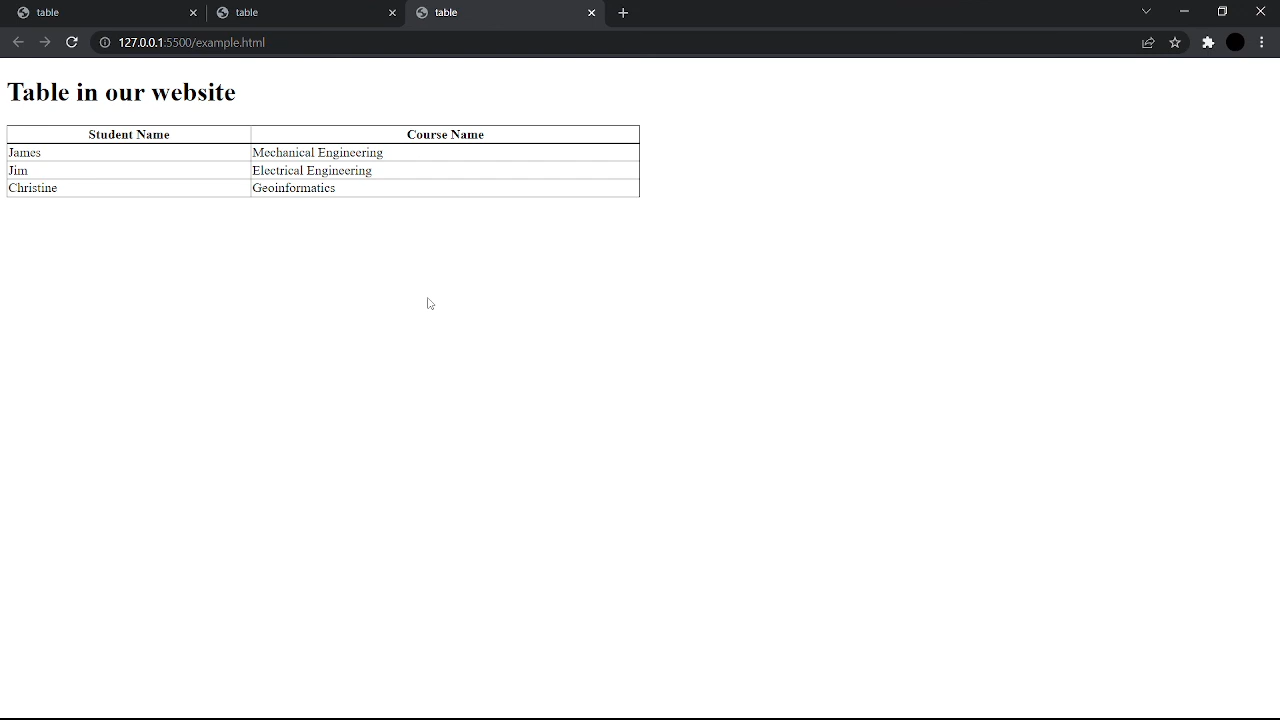 table table table
127.0.0.1:5500/example.html
Table in our website
Student Name Course Name
James Mechanical Engineering
Jim Electrical Engineering
Christine Geoinformatics